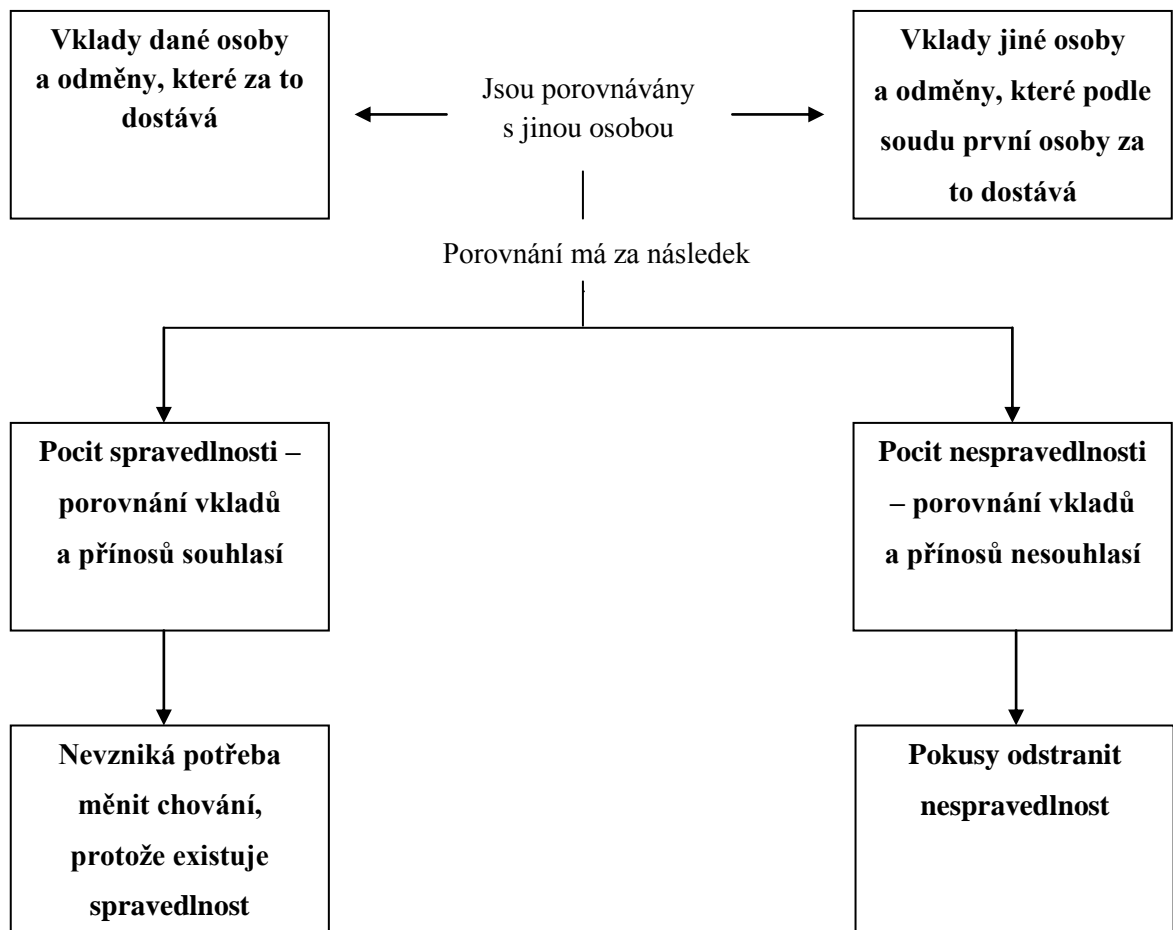 Vklady dané osoby
a odměny, které za to
dostává
Jsou porovnávány
s jinou osobou
Vklady jiné osoby
a odměny, které podle
soudu první osoby za
to dostává
Porovnání má za následek
Pocit spravedlnosti –
porovnání vkladů
a přínosů souhlasí
Pocit nespravedlnosti
– porovnání vkladů
a přínosů nesouhlasí
Nevzniká potřeba
měnit chování,
protože existuje
spravedlnost
Pokusy odstranit
nespravedlnost